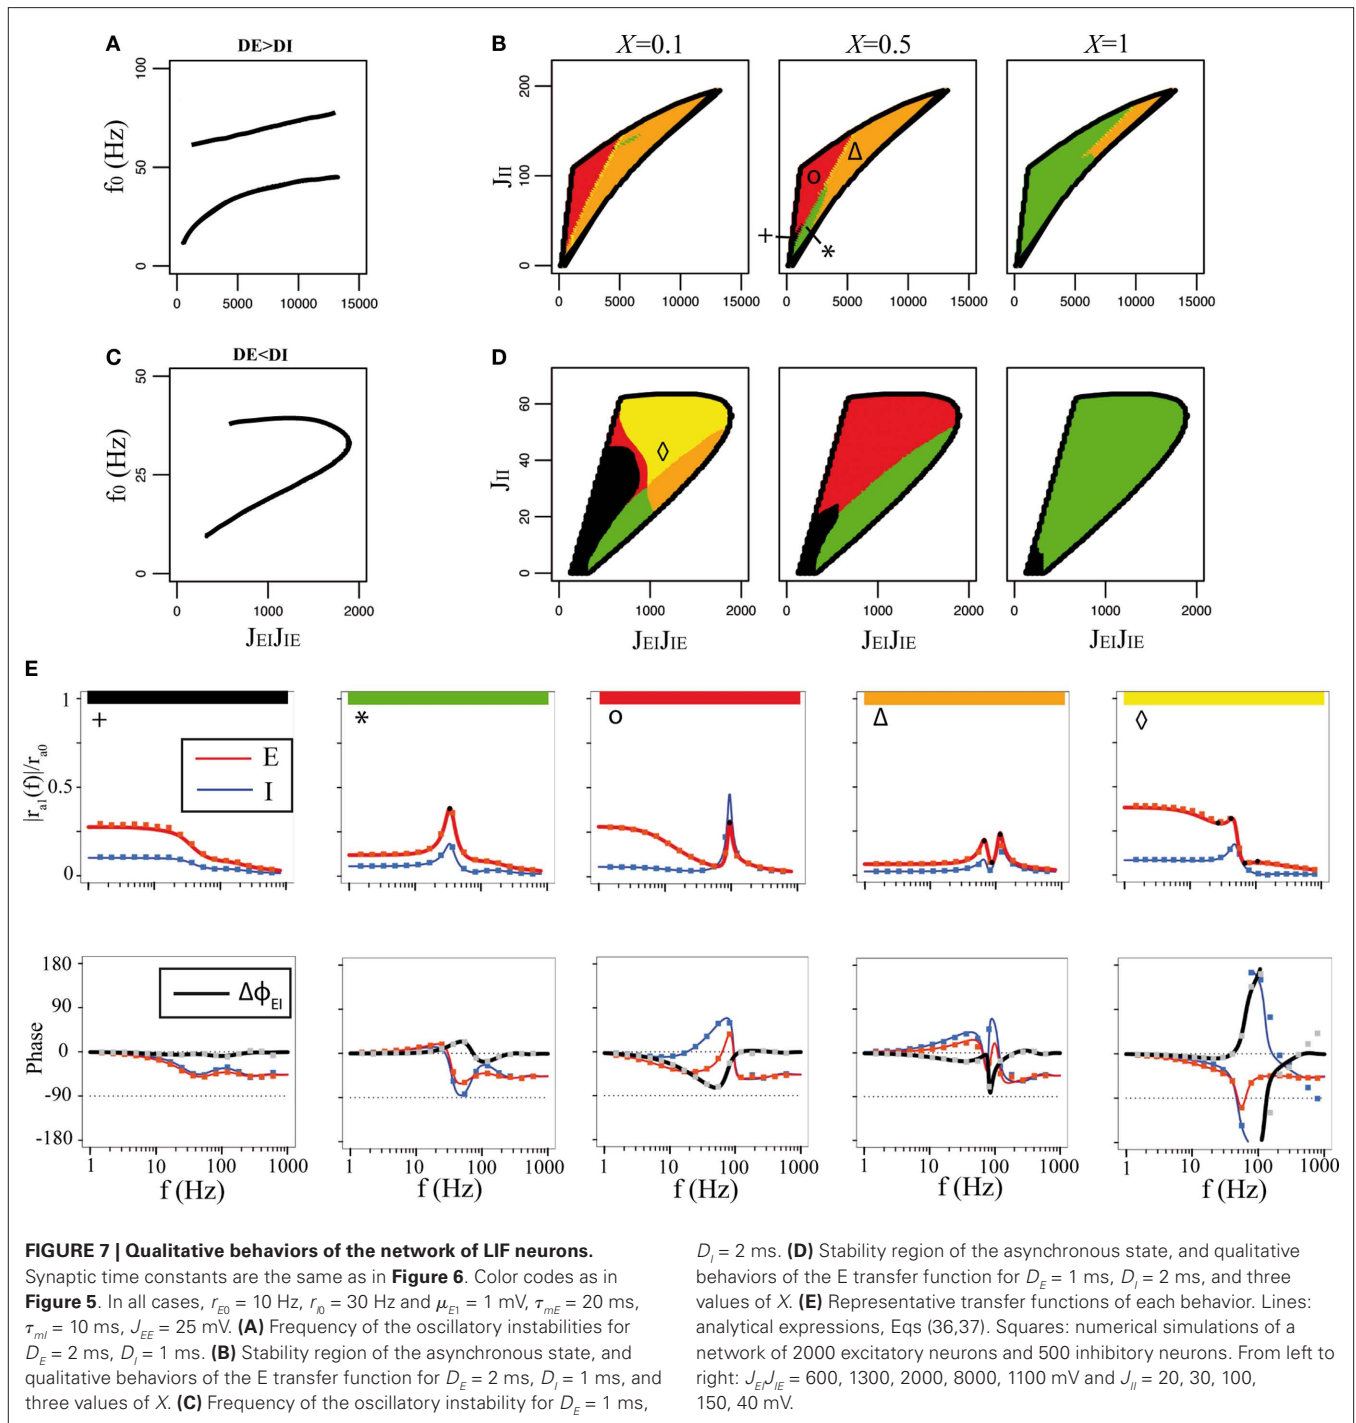 A
DE>DI
f0 (Hz)
100
50
0
0 5000 10000 15000
B
X=0.1
X=0.5
X=1
JII
200
100
0
O
Δ
+
*
0 5000 10000 15000
0 5000 10000 15000
0 5000 10000 15000
C
DE<DI
f0 (Hz)
50
25
0
0 1000 2000
JEIJIE
D
JII
60
40
20
0
◊
0 1000 2000
0 1000 2000
0 1000 2000
JEIJIE
JEIJIE
JEIJIE
E
|ra1(f)|/ra0
1
0.5
0
+
E
I
*
O
Δ
◊
Phase
180
90
0
-90
-180
ΔϕEI
1 10 100 1000
1 10 100 1000
1 10 100 1000
1 10 100 1000
1 10 100 1000
f (Hz)
f (Hz)
f (Hz)
f (Hz)
f (Hz)
FIGURE 7 | Qualitative behaviors of the network of LIF neurons.
Synaptic time constants are the same as in Figure 6. Color codes as in
Figure 5. In all cases, rE0 = 10 Hz, rI0 = 30 Hz and μE1 = 1 mV, τmE = 20 ms,
τmI = 10 ms, JEE = 25 mV. (A) Frequency of the oscillatory instabilities for
DE = 2 ms, DI = 1 ms. (B) Stability region of the asynchronous state, and
qualitative behaviors of the E transfer function for DE = 2 ms, DI = 1 ms, and
three values of X. (C) Frequency of the oscillatory instability for DE = 1 ms,
DI = 2 ms. (D) Stability region of the asynchronous state, and qualitative
behaviors of the E transfer function for DE = 1 ms, DI = 2 ms, and three
values of X. (E) Representative transfer functions of each behavior. Lines:
analytical expressions, Eqs (36,37). Squares: numerical simulations of a
network of 2000 excitatory neurons and 500 inhibitory neurons. From left to
right: JEIJIE = 600, 1300, 2000, 8000, 1100 mV and JII = 20, 30, 100,
150, 40 mV.